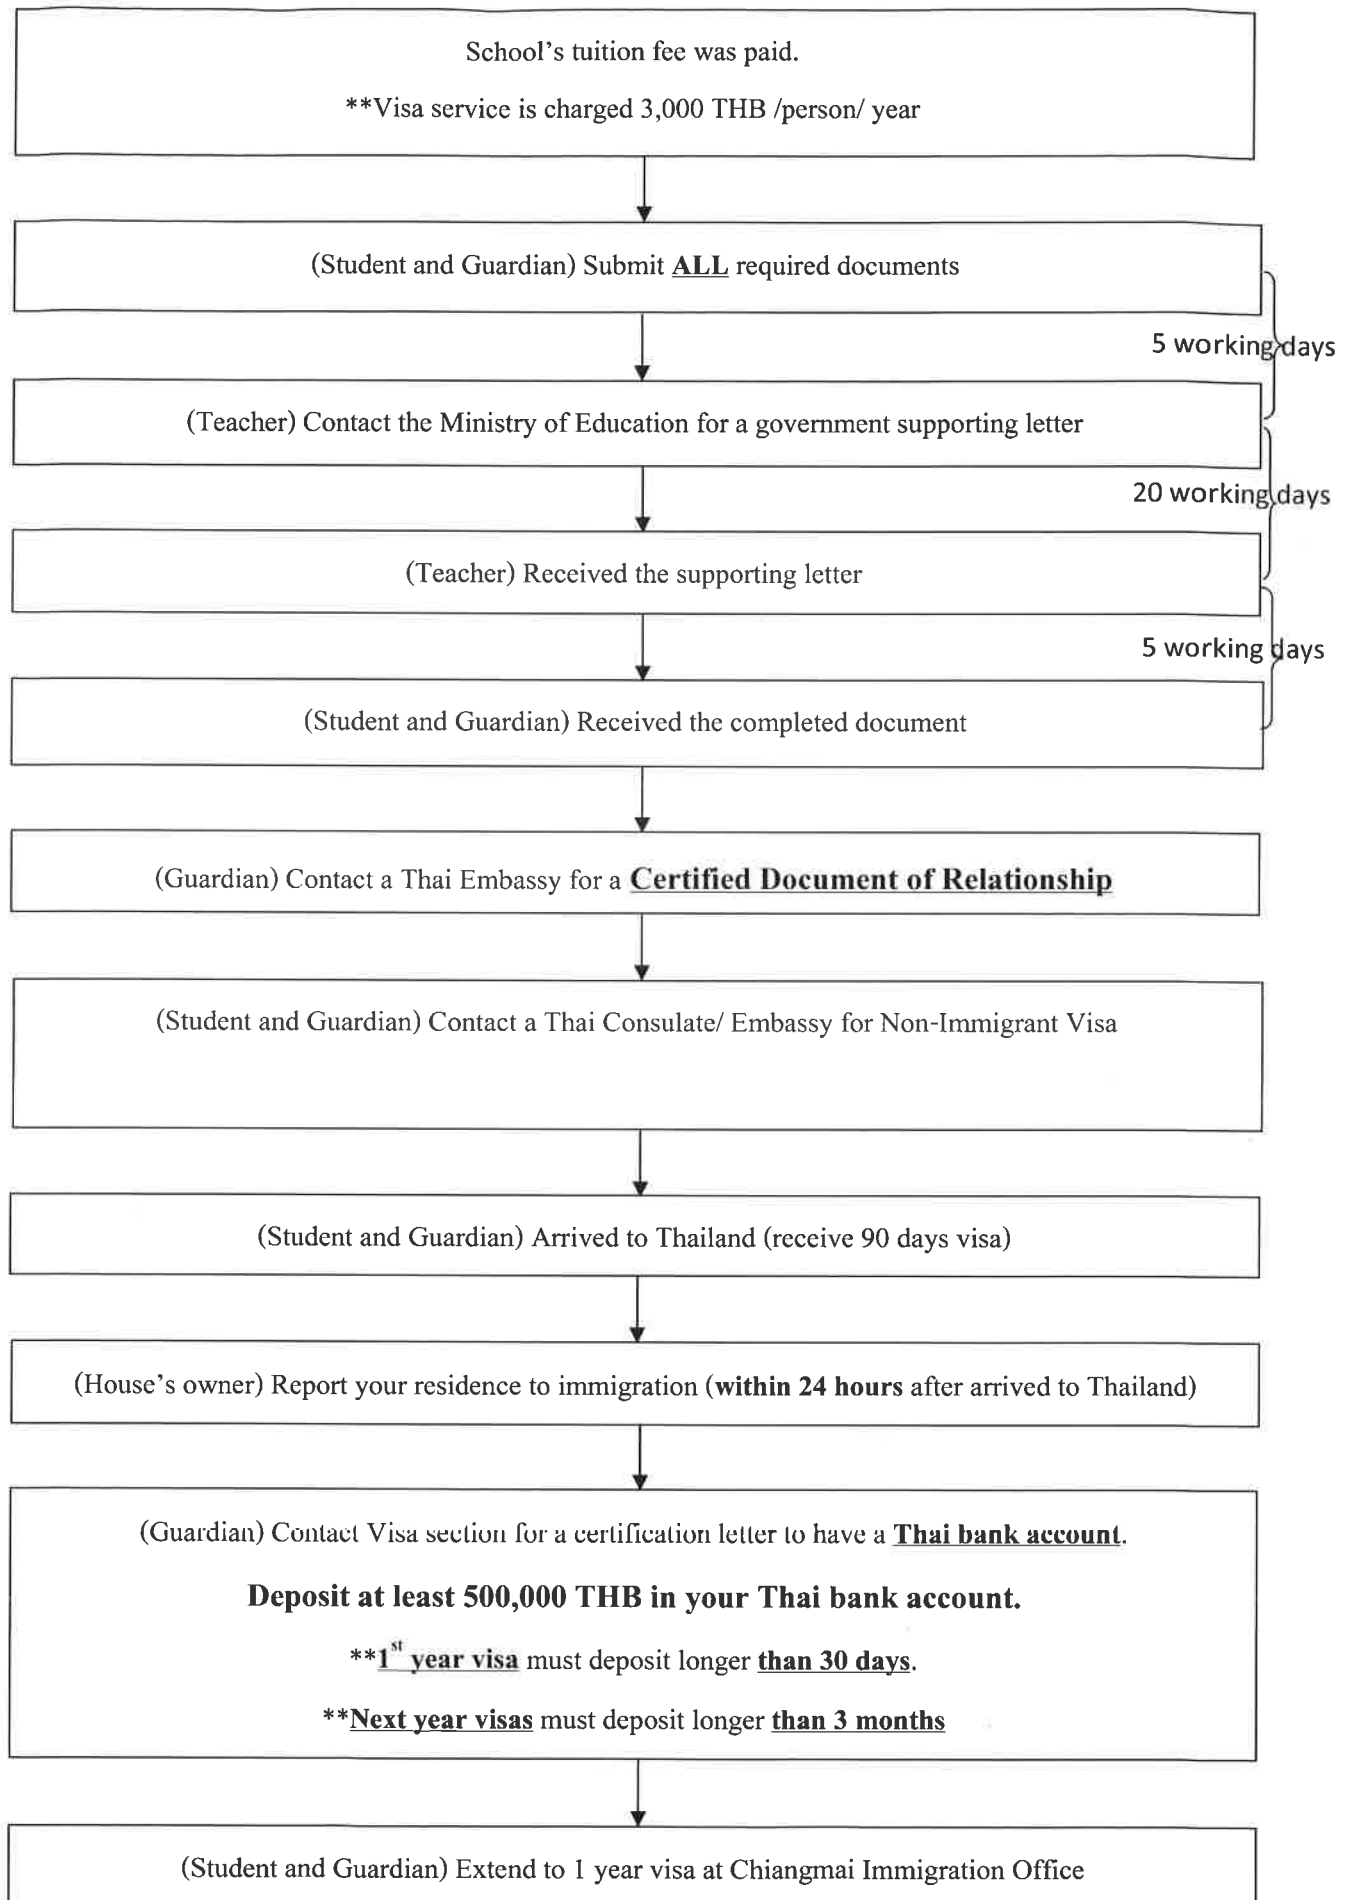 School's tuition fee was paid.
**Visa service is charged 3,000 THB /person/ year
(Student and Guardian) Submit ALL required documents
5 working days
(Teacher) Contact the Ministry of Education for a government supporting letter
20 working days
(Teacher) Received the supporting letter
5 working days
(Student and Guardian) Received the completed document
(Guardian) Contact a Thai Embassy for a Certified Document of Relationship
(Student and Guardian) Contact a Thai Consulate/ Embassy for Non-Immigrant Visa
(Student and Guardian) Arrived to Thailand (receive 90 days visa)
(House's owner) Report your residence to immigration (within 24 hours after arrived to Thailand)
(Guardian) Contact Visa section for a certification letter to have a Thai bank account.
Deposit at least 500,000 THB in your Thai bank account.
**1st year visa must deposit longer than 30 days.
**Next year visas must deposit longer than 3 months
(Student and Guardian) Extend to 1 year visa at Chiangmai Immigration Office